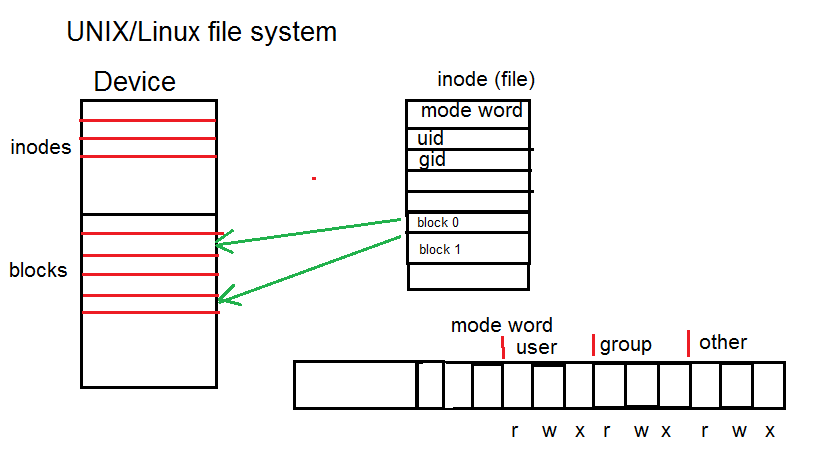 UNIX/Linux file system
Device
inode (file)
mode word
inodes
uid
gid
block 0
block 1
blocks
mode word
user
group
other
r w x r w x r w x